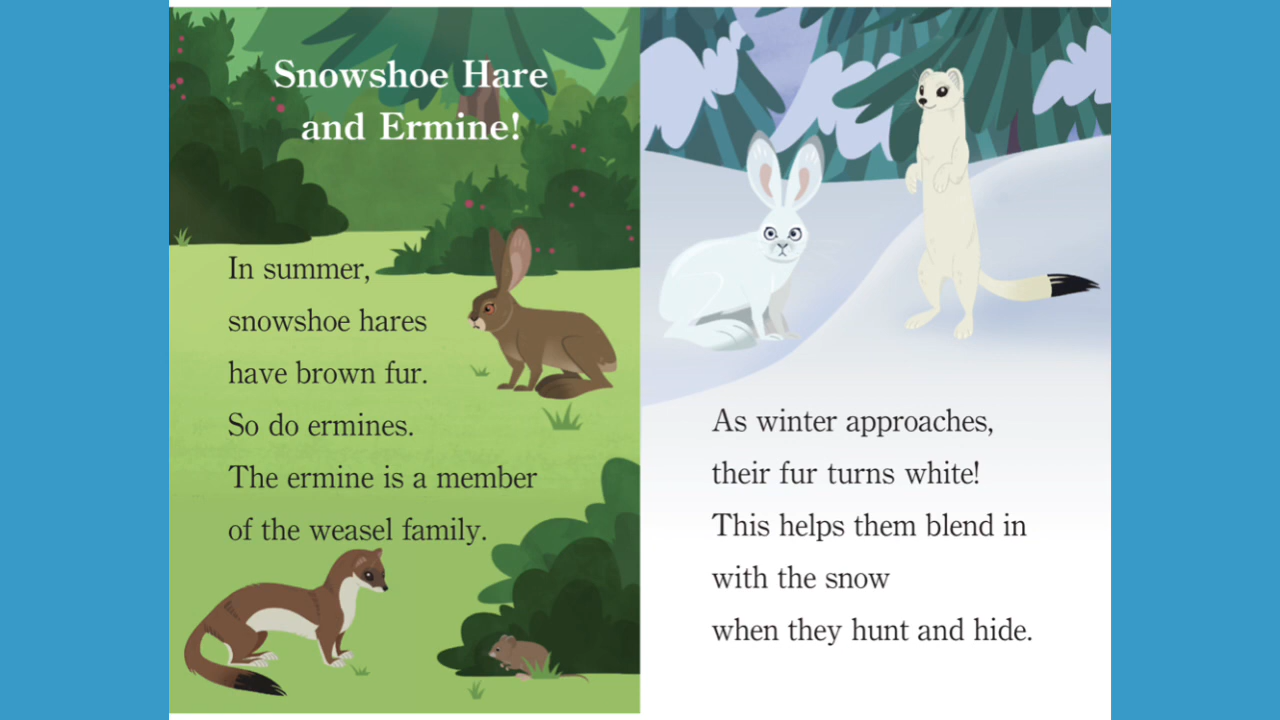 Snowshoe Hare
and Ermine!
In summer,
snowshoe hares
have brown fur.
So do ermines.
The ermine is a member
of the weasel family.
As winter approaches,
their fur turns white!
This helps them blend in
with the snow
when they hunt and hide.